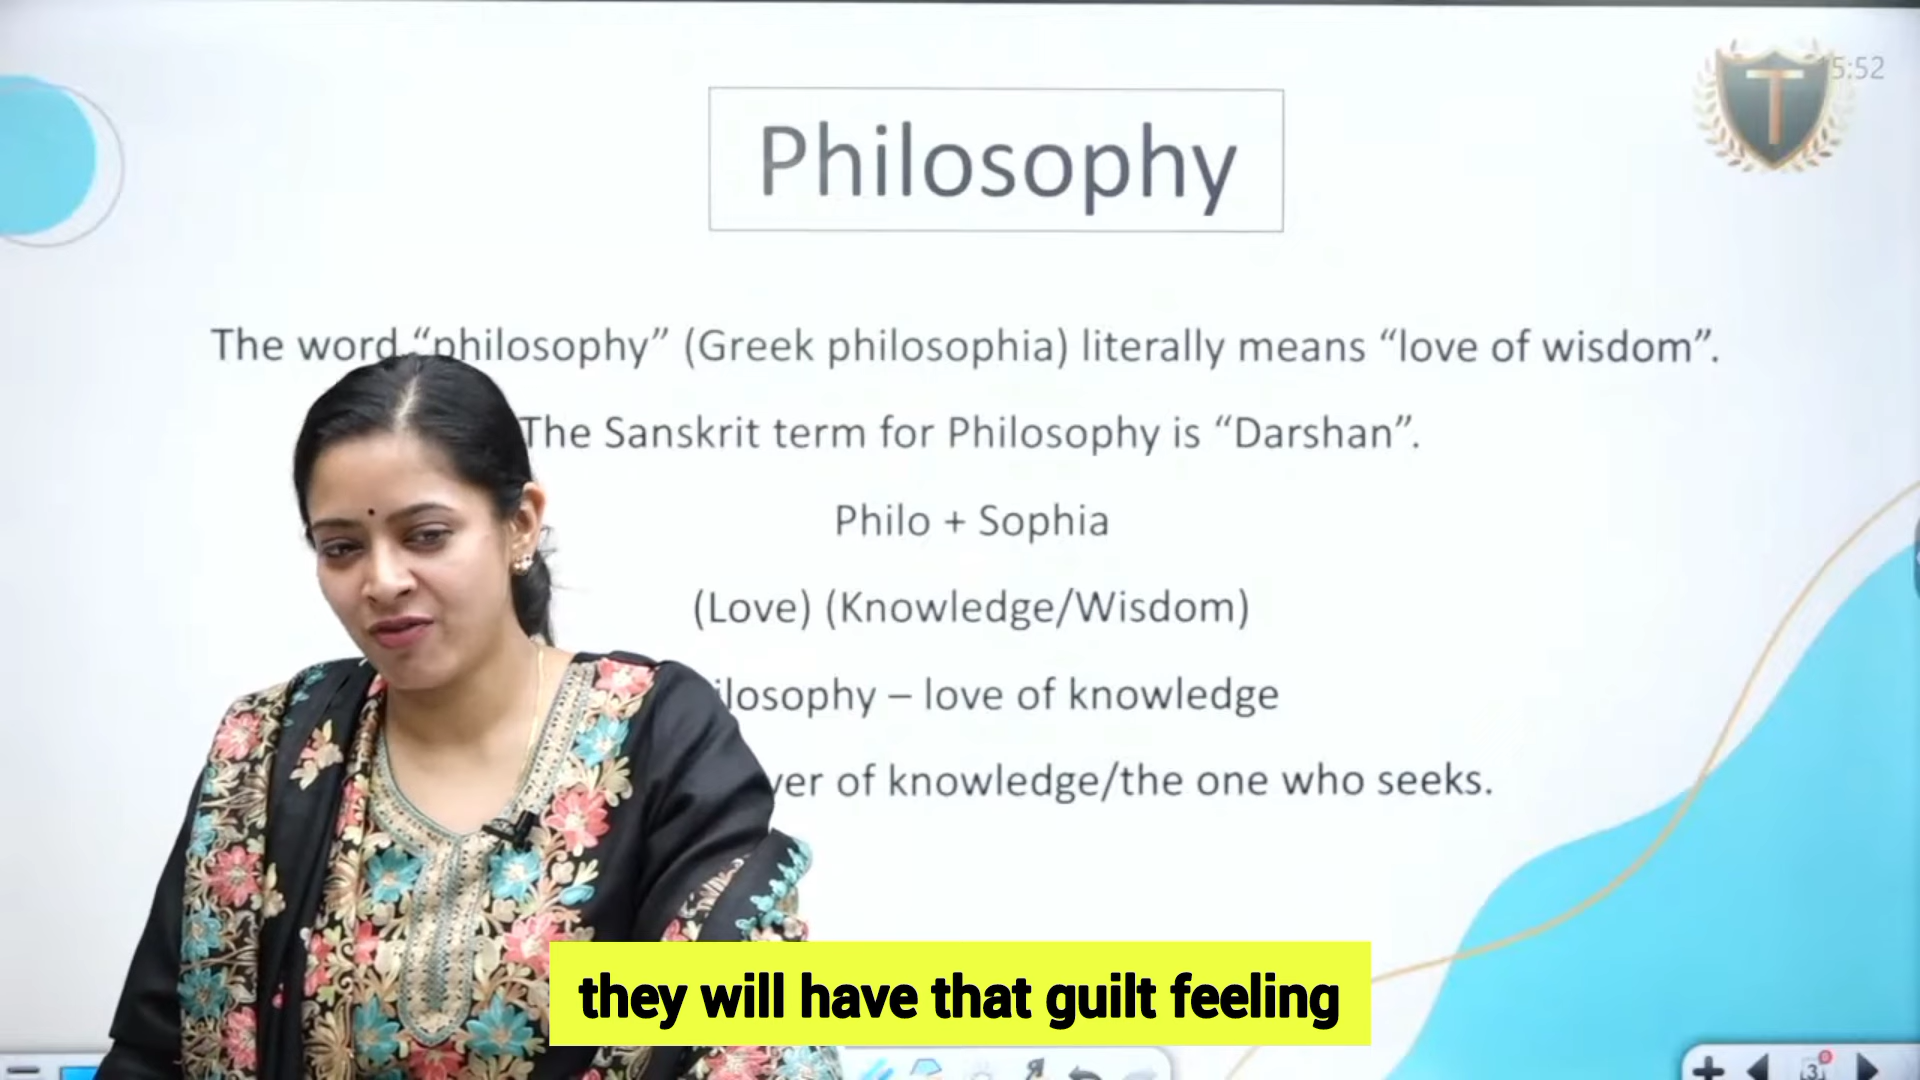 T
5:52
Philosophy
The word “philosophy” (Greek philosophia) literally means “love of wisdom”.
The Sanskrit term for Philosophy is “Darshan”.
Philo + Sophia
(Love) (Knowledge/Wisdom)
ilosophy – love of knowledge
ver of knowledge/the one who seeks.
they will have that guilt feeling
3